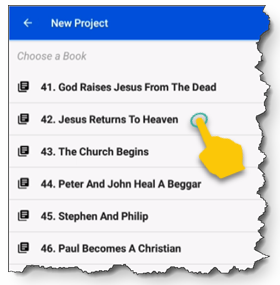 New Project
Choose a Book
41. God Raises Jesus From The Dead
42. Jesus Returns To Heaven
43. The Church Begins
44. Peter And John Heal A Beggar
45. Stephen And Philip
46. Paul Becomes A Christian